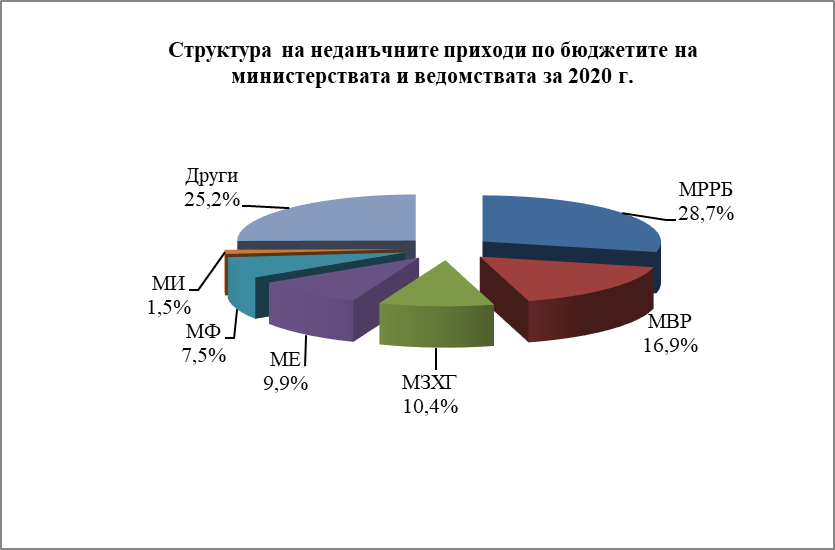 Структура на неданъчните приходи по бюджетите на
министерствата и ведомствата за 2020 г.
Други
25,2%
МРРБ
28,7%
МИ
1,5%
МФ
7,5%
МЕ
9,9%
МЗХГ
10,4%
МВР
16,9%